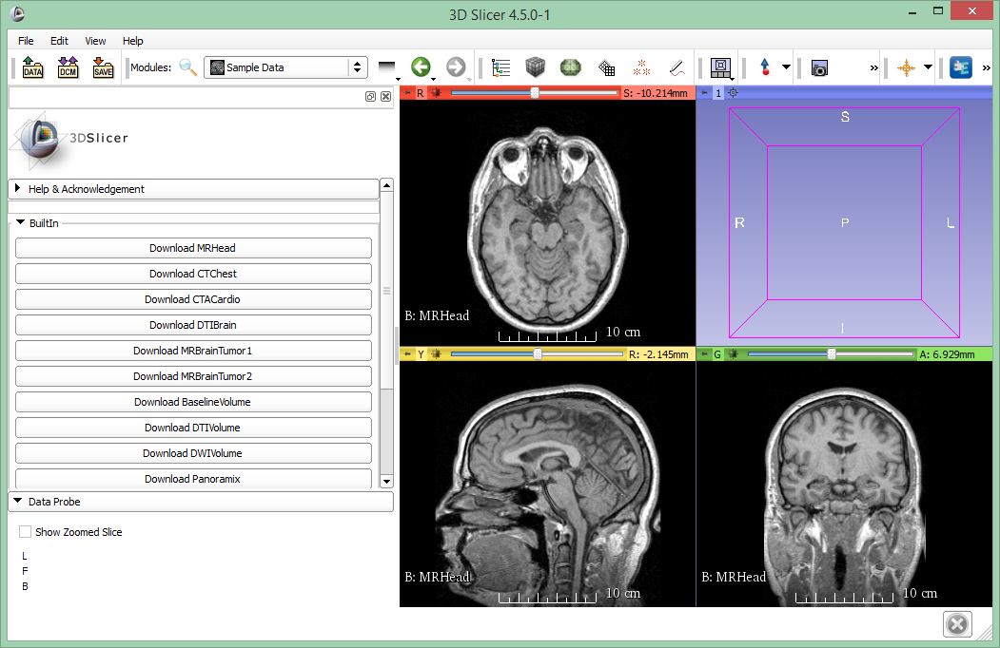 3D Slicer 4.5.0-1
File Edit View Help
DATA DCM SAVE Modules: Sample Data
R S: -10.214mm
1
3DSlicer
S
R P L
I
Help & Acknowledgement
BuiltIn
Download MRHead
Download CTChest
Download CTACardio
Download DTIBrain
Download MRBrainTumor1
Download MRBrainTumor2
Download BaselineVolume
Download DTIVolume
Download DWIVolume
Download Panoramix
B: MRHead
10 cm
Y R: -2.145mm
G A: 6.929mm
Data Probe
Show Zoomed Slice
L
F
B
B: MRHead
10 cm
B: MRHead
10 cm